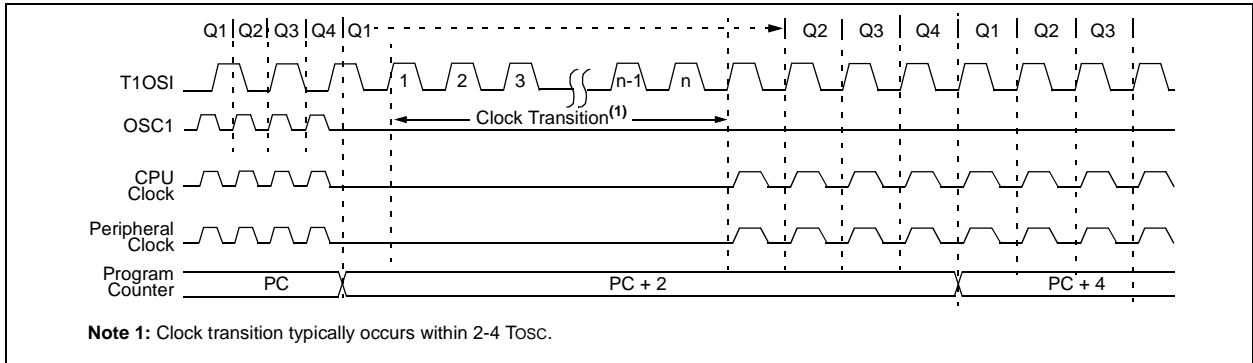 Q1 Q2 Q3 Q4 Q1 Q2 Q3 Q4 Q1 Q2 Q3
T1OSI 1 2 3 n-1 n
OSC1 Clock Transition(1)
CPU
Clock
Peripheral
Clock
Program
Counter PC PC + 2 PC + 4
Note 1: Clock transition typically occurs within 2-4 TOSC.